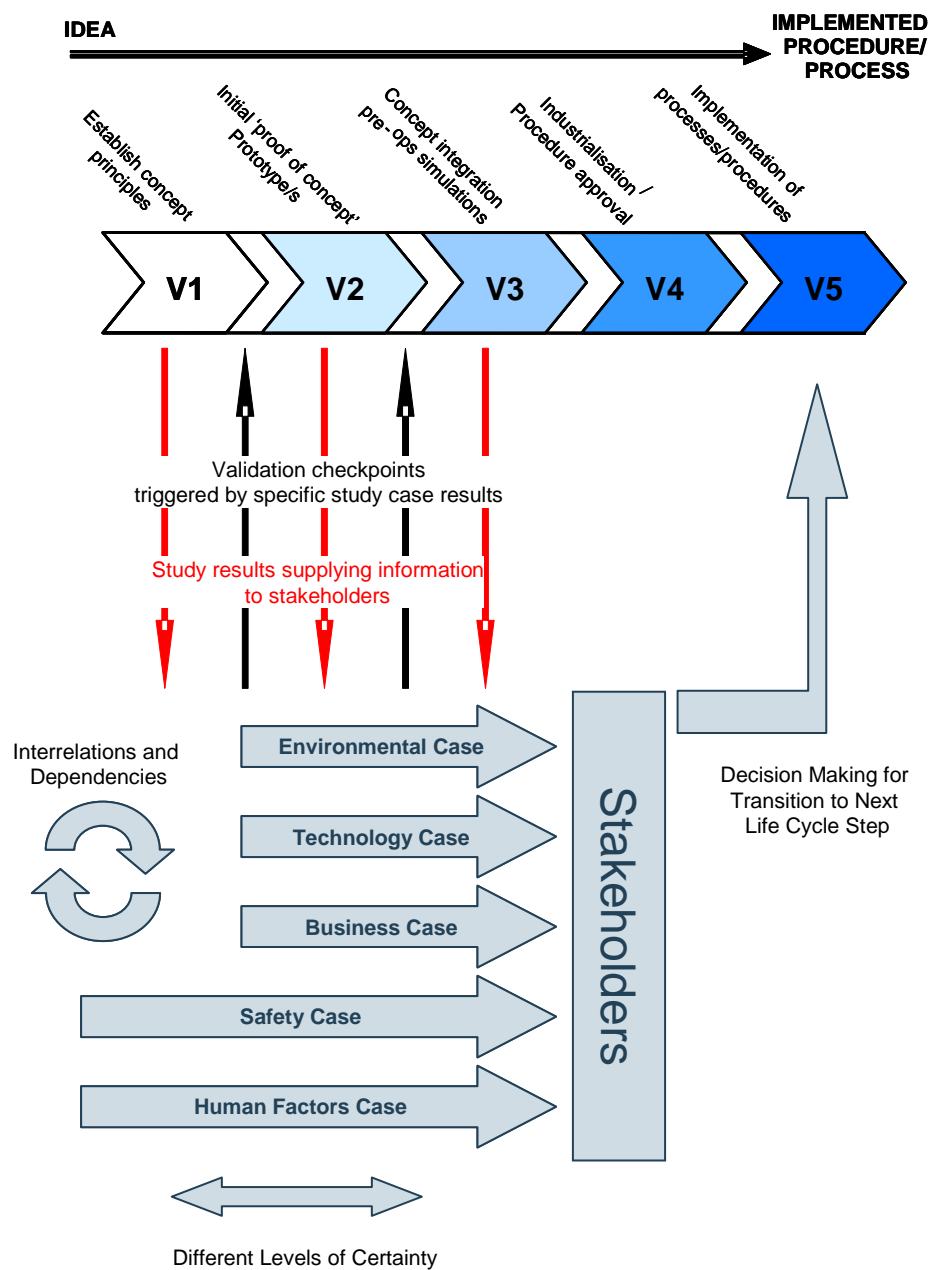 IDEA
IMPLEMENTED
PROCEDURE/
PROCESS
Establish concept
principles
Initial 'proof of concept'
Prototype/s
Concept integration
pre-ops simulations
Industrialisation /
Procedure approval
Implementation of
processes/procedures
V1
V2
V3
V4
V5
Validation checkpoints
triggered by specific study case results
Study results supplying information
to stakeholders
Interrelations and
Dependencies
Environmental Case
Technology Case
Business Case
Safety Case
Human Factors Case
Stakeholders
Decision Making for
Transition to Next
Life Cycle Step
Different Levels of Certainty